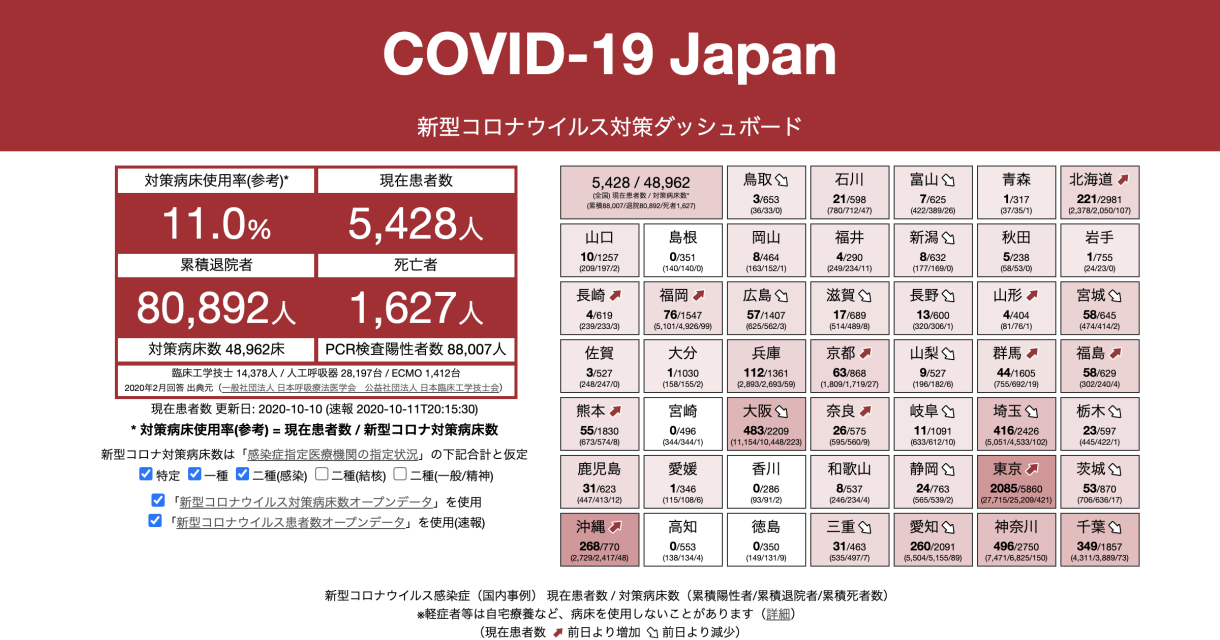 COVID-19 Japan
新型コロナウイルス対策ダッシュボード
対策病床使用率(参考)*
現在患者数
11.0%
5,428人
累積退院者
死亡者
80,892人
1,627人
対策病床数 48,962床
PCR検査陽性者数 88,007人
臨床工学技士 14,378人 / 人工呼吸器 28,197台 / ECMO 1,412台
2020年2月回答 出典元（一般社団法人 日本呼吸療法医学会　公益社団法人 日本臨床工学技士会）
現在患者数 更新日: 2020-10-10 (速報 2020-10-11T20:15:30)
* 対策病床使用率(参考) = 現在患者数 / 新型コロナ対策病床数
新型コロナ対策病床数は「感染症指定医療機関の指定状況」の下記合計と仮定
特定 一種 二種(感染) 二種(結核) 二種(一般/精神)
「新型コロナウイルス対策病床数オープンデータ」を使用
「新型コロナウイルス患者数オープンデータ」を使用(速報)
5,428 / 48,962
(全国) 現在患者数 / 対策病床数*
(累積88,007/退院80,892/死者1,627)
鳥取
3/653
(36/33/0)
石川
21/598
(780/712/47)
富山
7/625
(422/389/26)
青森
1/317
(37/35/1)
北海道
221/2981
(2,378/2,050/107)
山口
10/1257
(209/197/2)
島根
0/351
(140/140/0)
岡山
8/464
(163/152/1)
福井
4/290
(249/234/11)
新潟
8/632
(177/169/0)
秋田
5/238
(58/53/0)
岩手
1/755
(24/23/0)
長崎
4/619
(239/233/3)
福岡
76/1547
(5,101/4,926/99)
広島
57/1407
(625/562/3)
滋賀
17/689
(514/489/8)
長野
13/600
(320/306/1)
山形
4/404
(81/76/1)
宮城
58/645
(474/414/2)
佐賀
3/527
(248/247/0)
大分
1/1030
(158/155/2)
兵庫
112/1361
(2,893/2,693/59)
京都
63/868
(1,809/1,719/27)
山梨
9/527
(196/182/6)
群馬
44/1605
(755/692/19)
福島
58/629
(302/240/4)
熊本
55/1830
(673/574/8)
宮崎
0/496
(344/344/1)
大阪
483/2209
(11,154/10,448/223)
奈良
26/575
(595/560/9)
岐阜
11/1091
(633/612/10)
埼玉
416/2426
(5,051/4,533/102)
栃木
23/597
(445/422/1)
鹿児島
31/623
(447/413/12)
愛媛
1/346
(115/108/6)
香川
0/286
(93/91/2)
和歌山
8/537
(246/234/4)
静岡
24/763
(565/539/2)
東京
2085/5860
(27,715/25,209/421)
茨城
53/870
(706/636/17)
沖縄
268/770
(2,729/2,417/48)
高知
0/553
(138/134/4)
徳島
0/350
(149/131/9)
三重
31/463
(535/497/7)
愛知
260/2091
(5,504/5,155/89)
神奈川
496/2750
(7,471/6,825/150)
千葉
349/1857
(4,311/3,889/73)
新型コロナウイルス感染症（国内事例） 現在患者数 / 対策病床数（累積陽性者/累積退院者/累積死者数）
※軽症者等は自宅療養など、病床を使用しないことがあります（詳細）
（現在患者数 前日より増加 前日より減少）